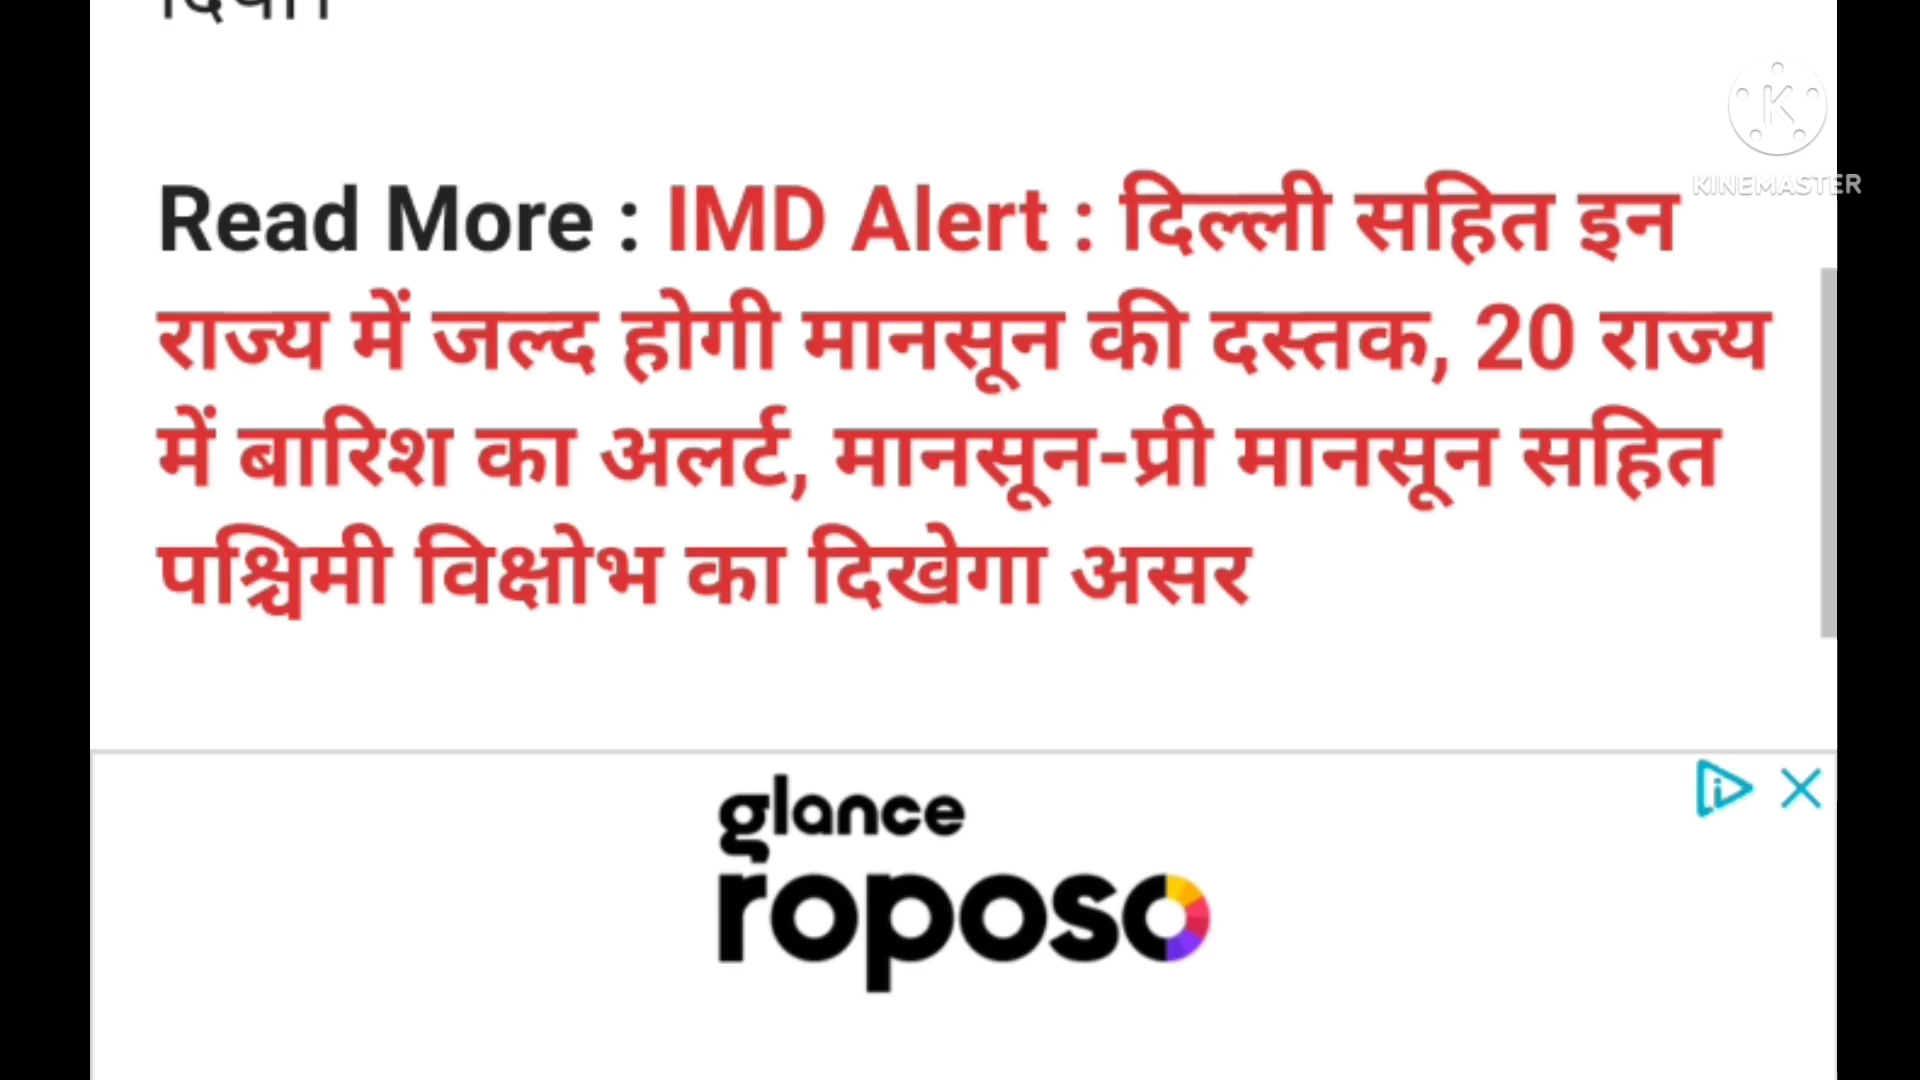 Read More : IMD Alert : दिल्ली सहित इन
राज्य में जल्द होगी मानसून की दस्तक, 20 राज्य
में बारिश का अलर्ट, मानसून-प्री मानसून सहित
पश्चिमी विक्षोभ का दिखेगा असर
KINEMASTER
glance
roposo